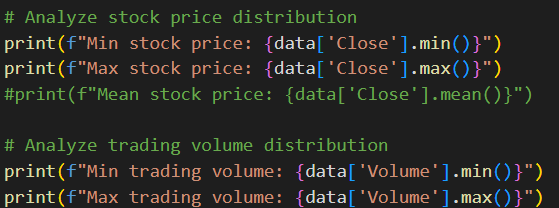 # Analyze stock price distribution
print(f"Min stock price: {data['Close'].min()}")
print(f"Max stock price: {data['Close'].max()}")
#print(f"Mean stock price: {data['Close'].mean()}")
# Analyze trading volume distribution
print(f"Min trading volume: {data['Volume'].min()}")
print(f"Max trading volume: {data['Volume'].max()}")